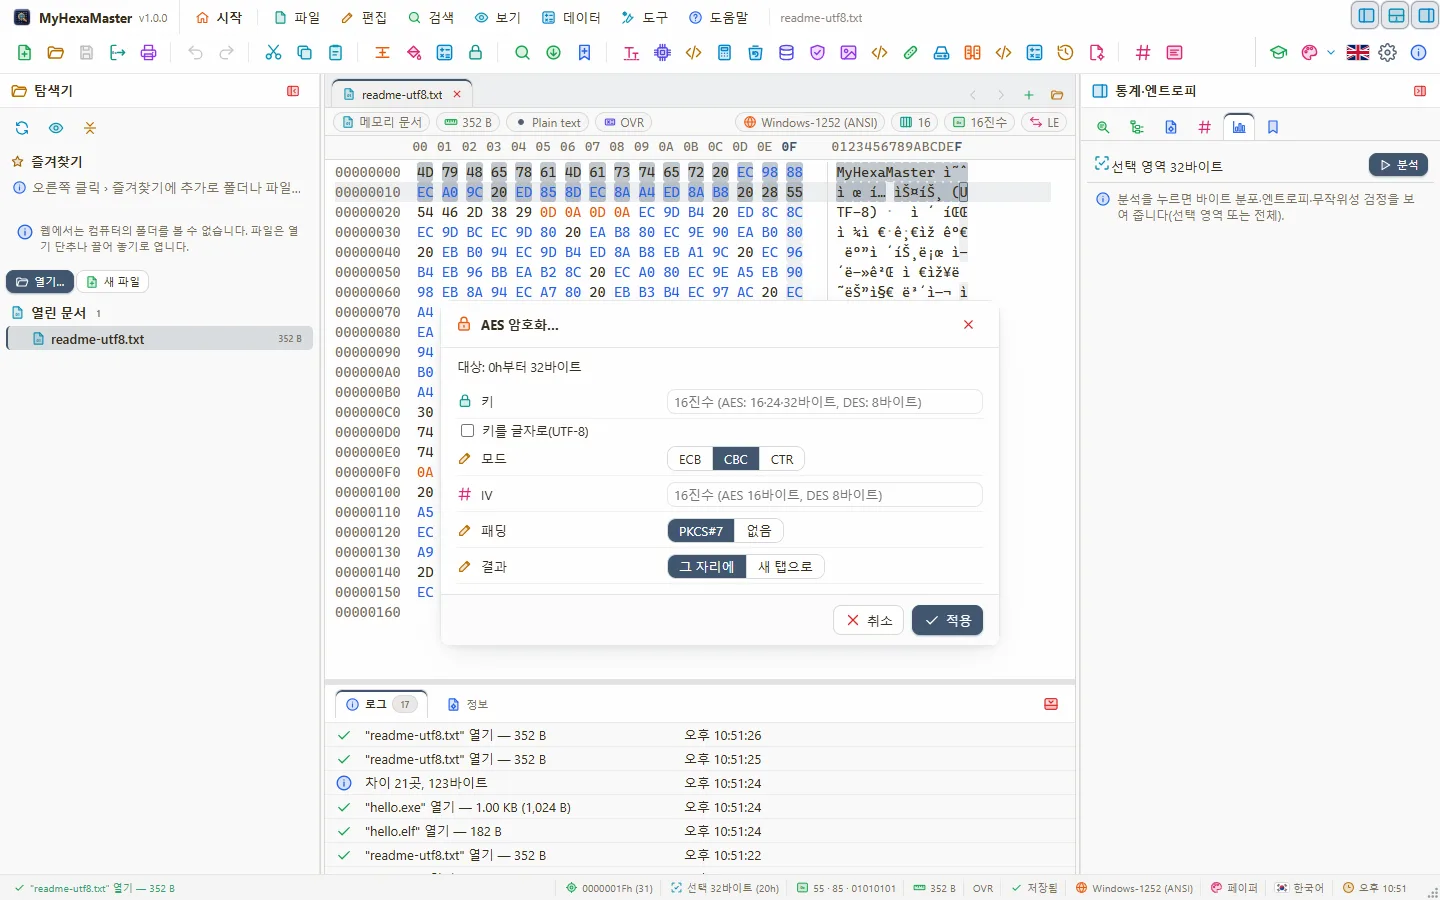 MyHexaMaster v1.0.0 시작 파일 편집 검색 보기 데이터 도구 도움말 readme-utf8.txt
탐색기
즐겨찾기
오른쪽 클릭 › 즐겨찾기에 추가로 폴더나 파일...
웹에서는 컴퓨터의 폴더를 볼 수 없습니다. 파일은 열
기 단추나 끌어 놓기로 엽니다.
열기... 새 파일
열린 문서 1
readme-utf8.txt 352 B
readme-utf8.txt
메모리 문서 352 B Plain text OVR Windows-1252 (ANSI) 16 16진수 LE
00 01 02 03 04 05 06 07 08 09 0A 0B 0C 0D 0E 0F 0123456789ABCDEF
00000000 4D 79 48 65 78 61 4D 61 73 74 65 72 20 EC 98 88 MyHexaMaster ì˜ˆ
00000010 EC A0 9C 20 ED 85 8D EC 8A A4 ED 8A B8 20 28 55 ì œ í…ìŠ¤íŠ¸ (U
00000020 54 46 2D 38 29 0D 0A 0D 0A EC 9D B4 20 ED 8C 8C TF-8) ì ´ íŒŒ
00000030 EC 9D BC EC 9D 80 20 EA B8 80 EC 9E 90 EA B0 80 ì ¼ì € ê¸€ìž ê°€
00000040 20 EB B0 94 EC 9D B4 ED 8A B8 EB A1 9C 20 EC 96 ë°”ì ´íŠ¸ë¡œ ì–
00000050 B4 EB 96 BB EA B2 8C 20 EC A0 80 EC 9E A5 EB 90 ´ë–»ê²Œ ì €ìž¥ë
00000060 98 EB 8A 94 EC A7 80 20 EB B3 B4 EC 97 AC 20 EC ˜ëŠ”ì§€ ë³´ì—¬ ì
00000070 A4
00000080 EA
00000090 94
000000A0 B0
000000B0 A4
000000C0 30
000000D0 74
000000E0 74
000000F0 0A
00000100 20
00000110 A5
00000120 EC
00000130 A9
00000140 2D
00000150 EC
00000160
AES 암호화...
대상: 0h부터 32바이트
키 16진수 (AES: 16·24·32바이트, DES: 8바이트)
키를 글자로(UTF-8)
모드 ECB CBC CTR
IV 16진수 (AES 16바이트, DES 8바이트)
패딩 PKCS#7 없음
결과 그 자리에 새 탭으로
취소 적용
로그 17 정보
"readme-utf8.txt" 열기 — 352 B 오후 10:51:26
"readme-utf8.txt" 열기 — 352 B 오후 10:51:25
차이 21곳, 123바이트 오후 10:51:24
"hello.exe" 열기 — 1.00 KB (1,024 B) 오후 10:51:24
"hello.elf" 열기 — 182 B 오후 10:51:24
"readme-utf8.txt" 열기 — 352 B 오후 10:51:22
통계·엔트로피
선택 영역 32바이트 분석
분석을 누르면 바이트 분포·엔트로피·무작위성 검정을 보
여 줍니다(선택 영역 또는 전체).
"readme-utf8.txt" 열기 — 352 B 0000001Fh (31) 선택 32바이트 (20h) 55 · 85 · 01010101 352 B OVR 저장됨 Windows-1252 (ANSI) 페이퍼 한국어 오후 10:51